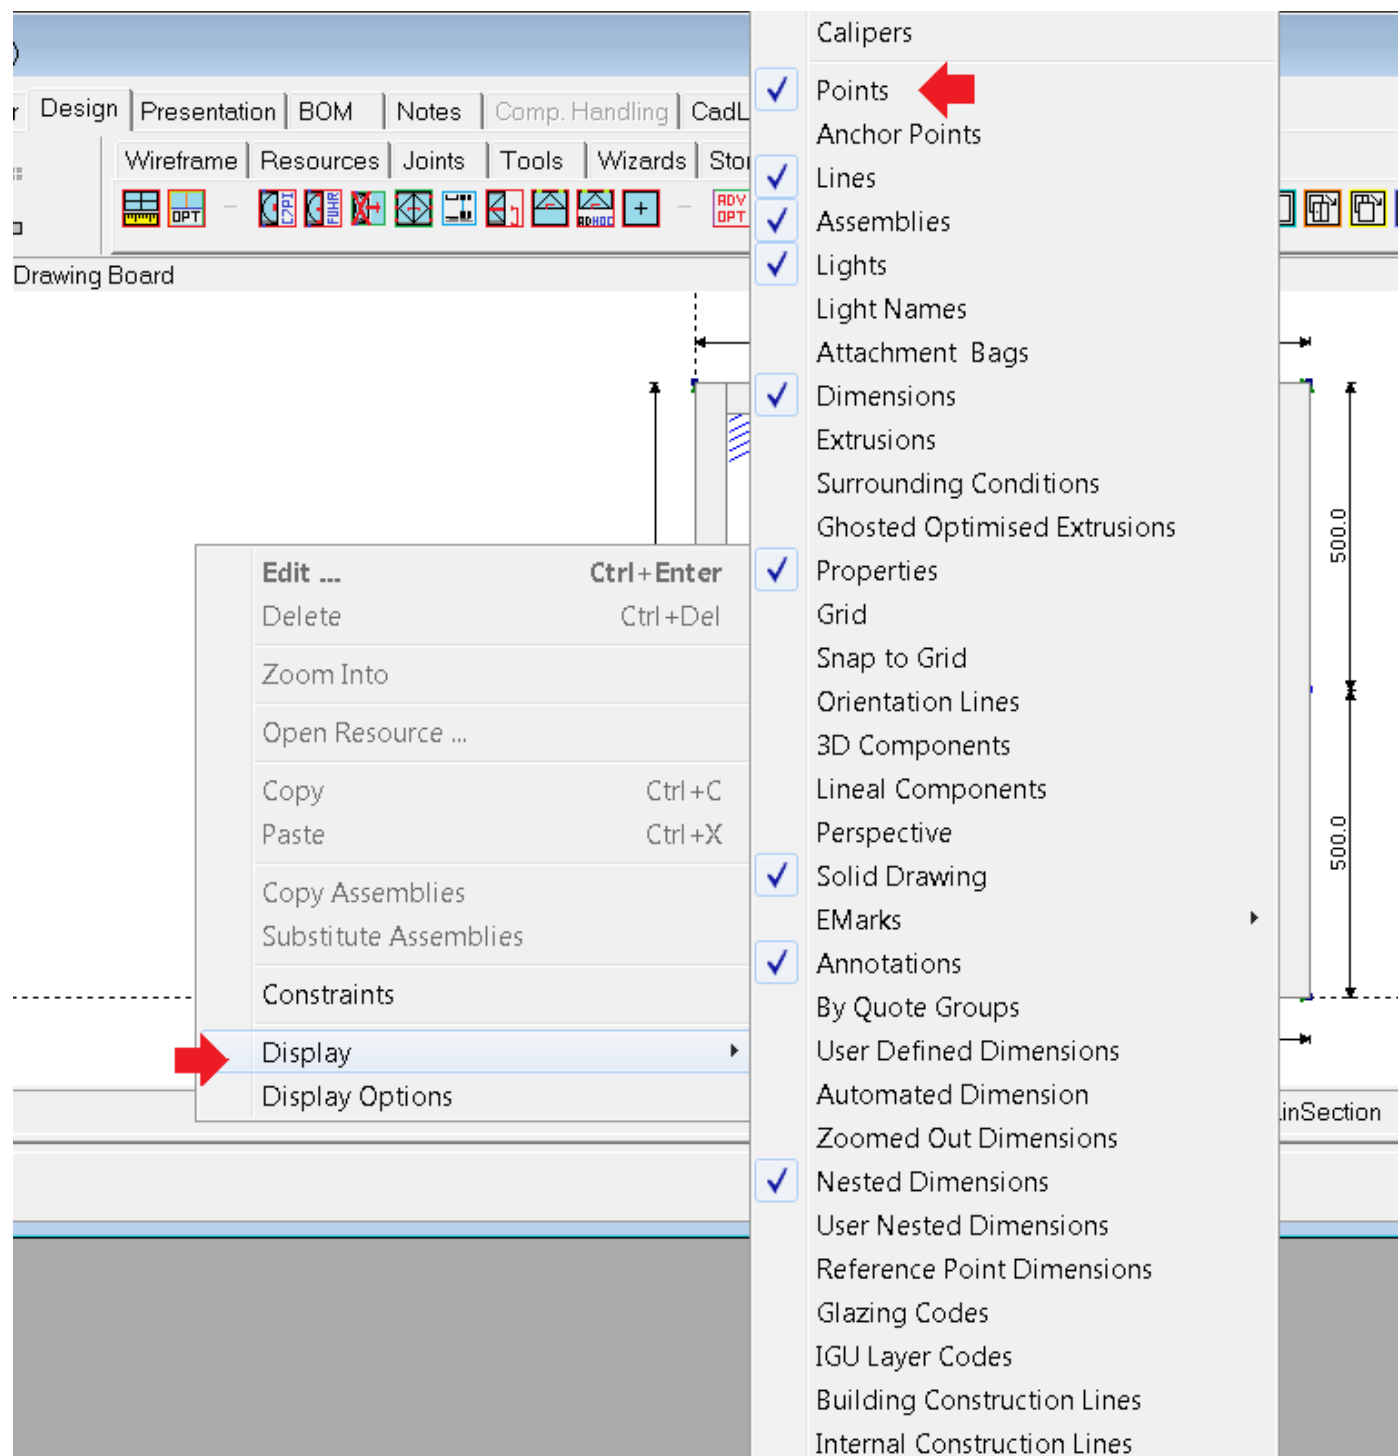 )
r Design Presentation BOM Notes Comp. Handling CadL
Wireframe Resources Joints Tools Wizards Sto
OPT C7PI FUHR ADHOC ADV OPT
Drawing Board
500.0
500.0
Edit ... Ctrl+Enter
Delete Ctrl+Del
Zoom Into
Open Resource ...
Copy Ctrl+C
Paste Ctrl+X
Copy Assemblies
Substitute Assemblies
Constraints
Display
Display Options
Calipers
Points
Anchor Points
Lines
Assemblies
Lights
Light Names
Attachment Bags
Dimensions
Extrusions
Surrounding Conditions
Ghosted Optimised Extrusions
Properties
Grid
Snap to Grid
Orientation Lines
3D Components
Lineal Components
Perspective
Solid Drawing
EMarks
Annotations
By Quote Groups
User Defined Dimensions
Automated Dimension
Zoomed Out Dimensions
Nested Dimensions
User Nested Dimensions
Reference Point Dimensions
Glazing Codes
IGU Layer Codes
Building Construction Lines
Internal Construction Lines
inSection